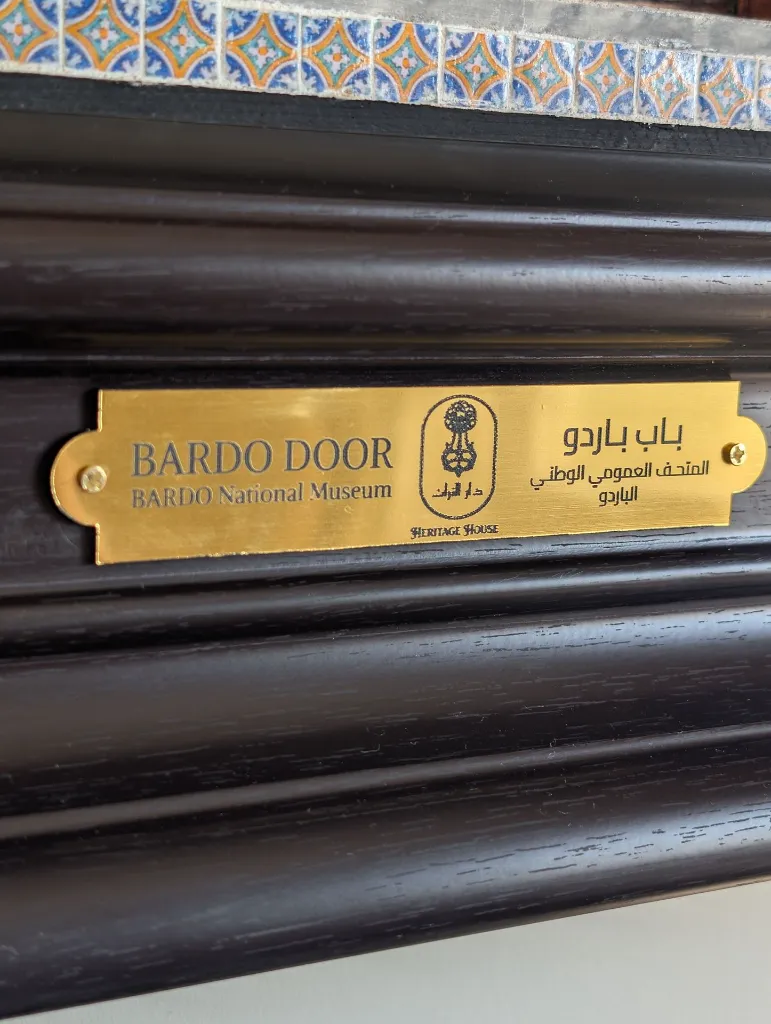 BARDO DOOR
BARDO National Museum
دار التراث
HERITAGE HOUSE
باب باردو
المتحف العمومي الوطني
الباردو